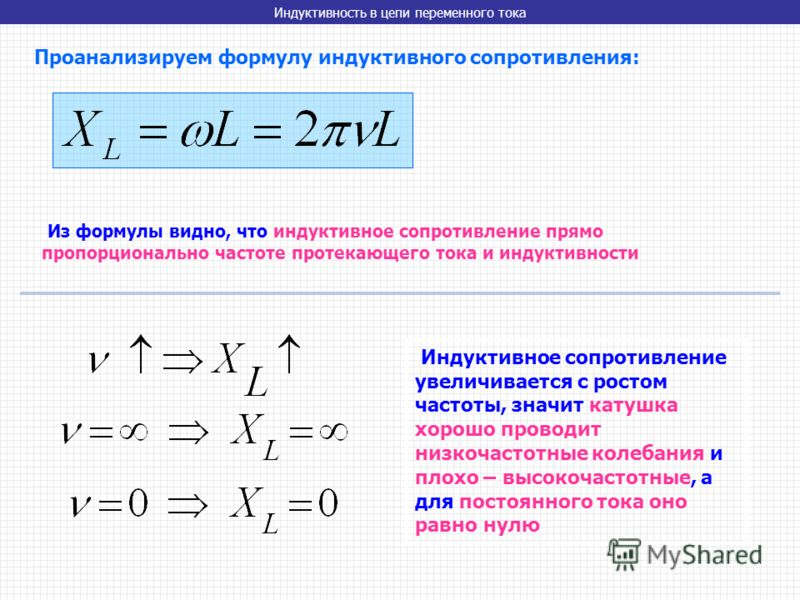 Индуктивность в цепи переменного тока
Проанализируем формулу индуктивного сопротивления:
X_L = ωL = 2πνL
Из формулы видно, что индуктивное сопротивление прямо
пропорционально частоте протекающего тока и индуктивности
ν ↑ ⇒ X_L ↑
ν = ∞ ⇒ X_L = ∞
ν = 0 ⇒ X_L = 0
Индуктивное сопротивление
увеличивается с ростом
частоты, значит катушка
хорошо проводит
низкочастотные колебания и
плохо – высокочастотные, а
для постоянного тока оно
равно нулю
MyShared